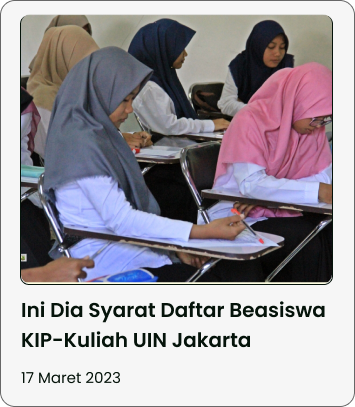 Ini Dia Syarat Daftar Beasiswa
KIP-Kuliah UIN Jakarta
17 Maret 2023